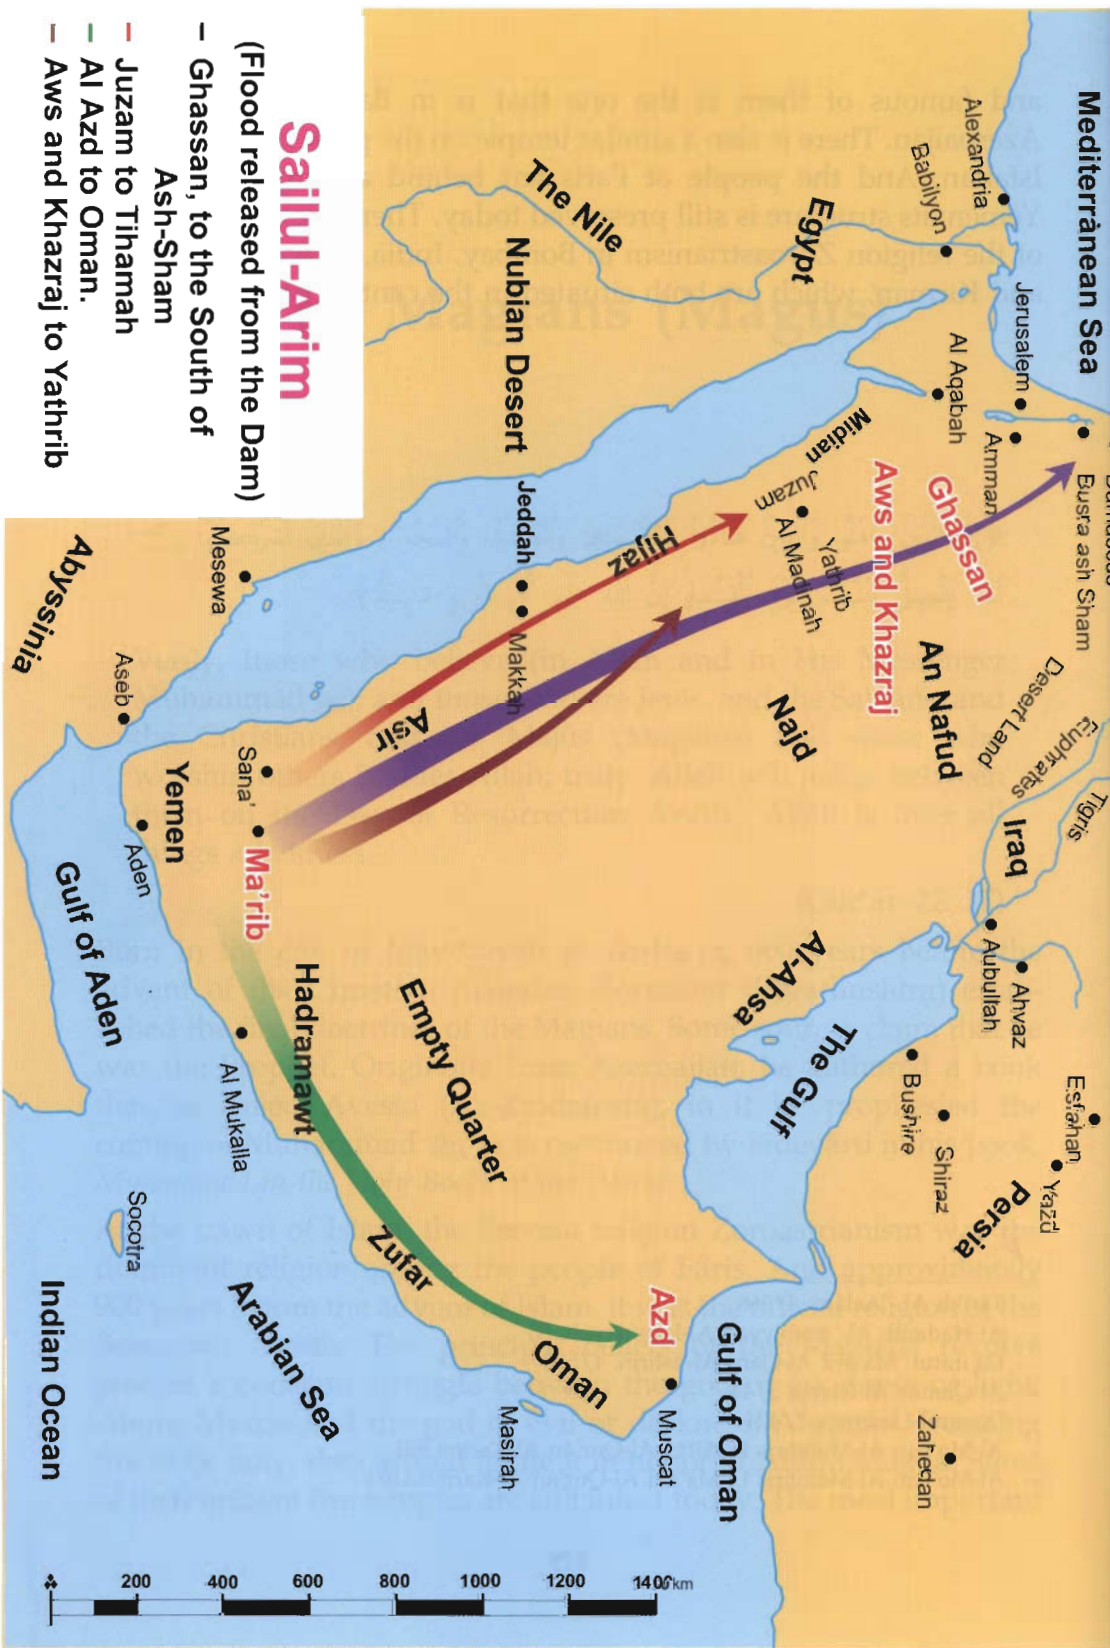 Mediterranean Sea
Alexandria
Babilyon
Jerusalem
Amman
Busra ash Sham
Al Aqabah
Egypt
The Nile
Nubian Desert
Midian
Juzam
Yathrib
Al Madinah
Ghassan
Aws and Khazraj
An Nafud
Desert Land
Euphrates
Tigris
Iraq
Aubullah
Ahvaz
Esfahan
Yazd
Persia
Bushire
Shiraz
Zahedan
Hijaz
Najd
Al-Ahsa
The Gulf
Jeddah
Makkah
Asir
Empty Quarter
Azd
Gulf of Oman
Muscat
Oman
Masirah
Zufar
Hadramawt
Mesewa
Abyssinia
Aseb
Sana'
Ma'rib
Yemen
Aden
Gulf of Aden
Al Mukalla
Socotra
Arabian Sea
Indian Ocean
Sailul-Arim
(Flood released from the Dam)
Ghassan, to the South of
Ash-Sham
Juzam to Tihamah
Al Azd to Oman.
Aws and Khazraj to Yathrib
200 400 600 800 1000 1200 1400 km